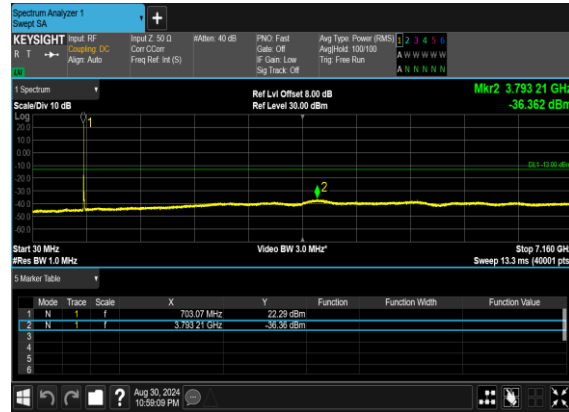 Spectrum Analyzer 1
Swept SA
+
KEYSIGHT Input: RF Input Z: 50 Ω #Atten: 40 dB PNO: Fast Avg Type: Power (RMS) 1 2 3 4 5 6
R T Coupling: DC Corr CCorr Gate: Off Avg|Hold: 100/100 A W W W W W
Align: Auto Freq Ref: Int (S) IF Gain: Low Trig: Free Run
Sig Track: Off A N N N N N
1 Spectrum Ref Lvl Offset 8.00 dB Mkr2 3.793 21 GHz
Scale/Div 10 dB Ref Level 30.00 dBm -36.362 dBm
Log
20.0 1
10.0
0.00
-10.0 DL1 -13.00 dBm
-20.0
-30.0 2
-40.0
-50.0
-60.0
Start 30 MHz Video BW 3.0 MHz* Stop 7.160 GHz
#Res BW 1.0 MHz Sweep 13.3 ms (40001 pts)
5 Marker Table
Mode Trace Scale X Y Function Function Width Function Value
1 N 1 f 703.07 MHz 22.29 dBm
2 N 1 f 3.793 21 GHz -36.36 dBm
3
4
5
6
? Aug 30, 2024
10:59:09 PM